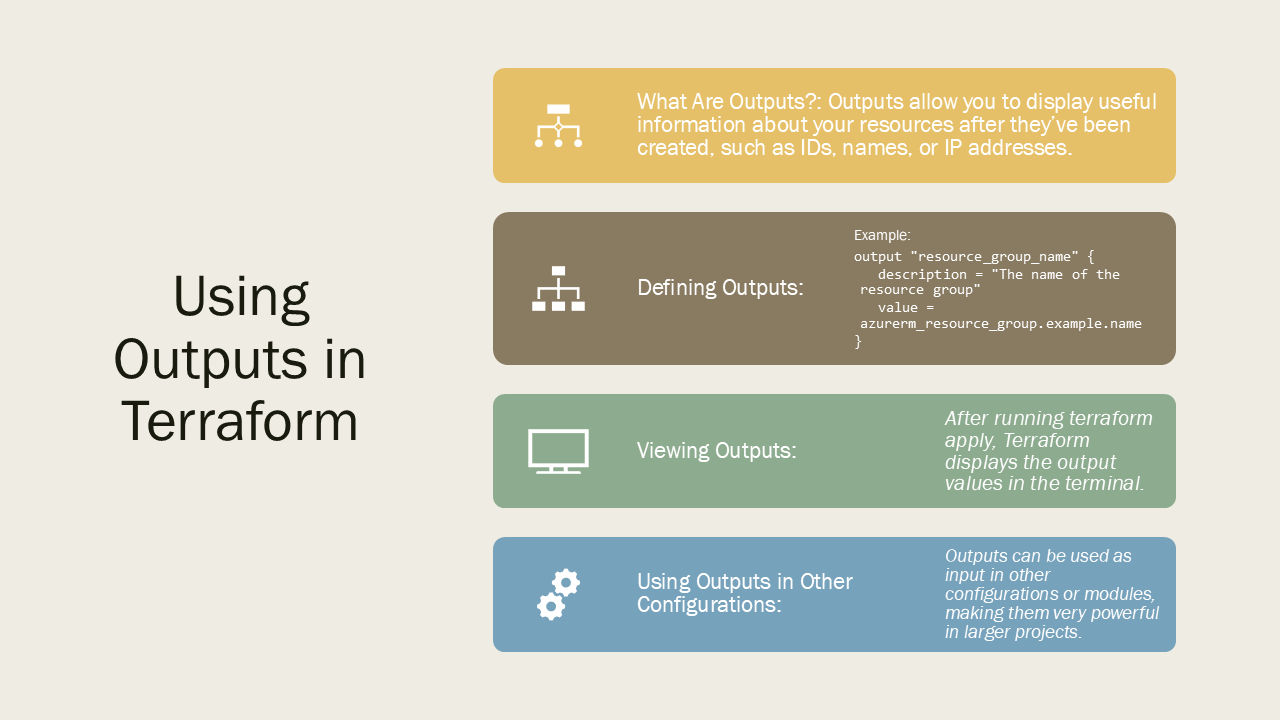 Using
Outputs in
Terraform
What Are Outputs?: Outputs allow you to display useful
information about your resources after they’ve been
created, such as IDs, names, or IP addresses.
Defining Outputs:
Example:
output "resource_group_name" {
description = "The name of the
resource group"
value =
azurerm_resource_group.example.name
}
Viewing Outputs:
After running terraform
apply, Terraform
displays the output
values in the terminal.
Using Outputs in Other
Configurations:
Outputs can be used as
input in other
configurations or modules,
making them very powerful
in larger projects.